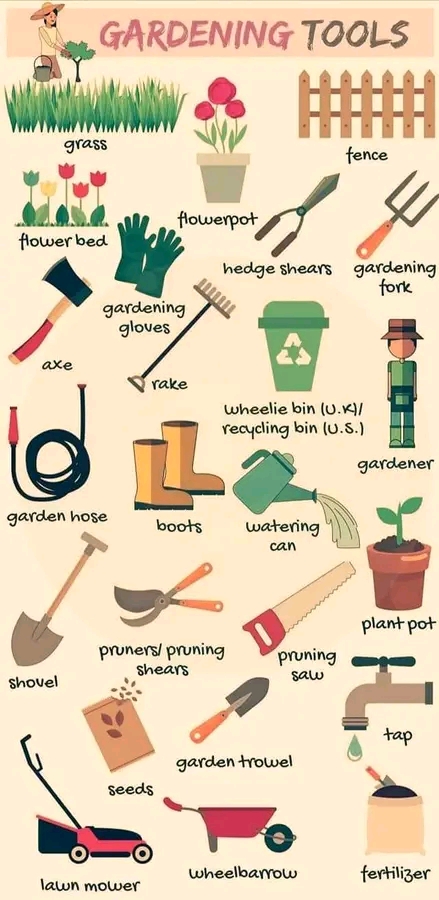 GARDENING TOOLS
grass
fence
flowerpot
flower bed
hedge shears
gardening
fork
gardening
gloves
axe
rake
wheelie bin (U.K)/
recycling bin (U.S.)
gardener
garden hose
boots
watering
can
plant pot
pruners/ pruning
shears
pruning
saw
shovel
tap
garden trowel
seeds
wheelbarrow
fertilizer
lawn mower